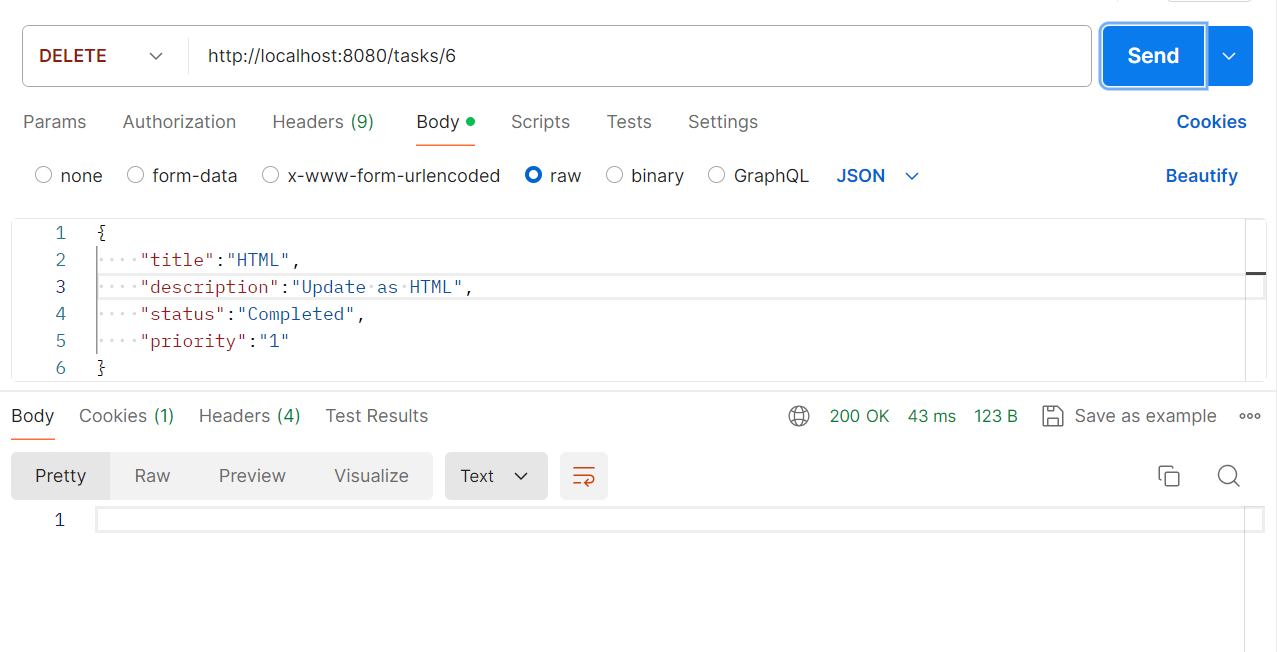 DELETE http://localhost:8080/tasks/6 Send
Params Authorization Headers (9) Body Scripts Tests Settings Cookies
none form-data x-www-form-urlencoded raw binary GraphQL JSON Beautify
1 {
2 "title":"HTML",
3 "description":"Update as HTML",
4 "status":"Completed",
5 "priority":"1"
6 }
Body Cookies (1) Headers (4) Test Results 200 OK 43 ms 123 B Save as example
Pretty Raw Preview Visualize Text
1